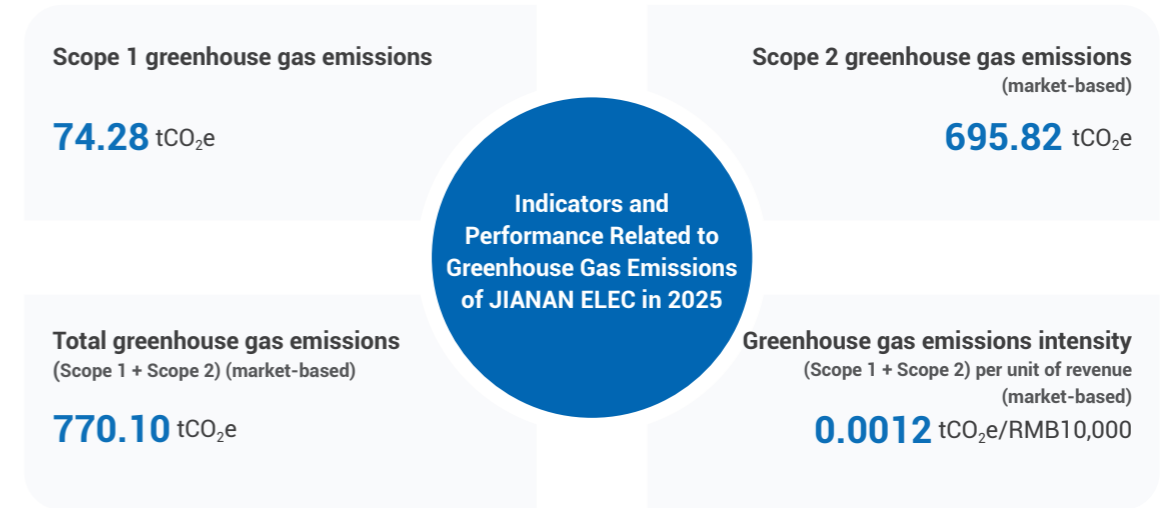 Scope 1 greenhouse gas emissions
74.28 tCO₂e
Scope 2 greenhouse gas emissions
(market-based)
695.82 tCO₂e
Indicators and
Performance Related to
Greenhouse Gas Emissions
of JIANAN ELEC in 2025
Total greenhouse gas emissions
(Scope 1 + Scope 2) (market-based)
770.10 tCO₂e
Greenhouse gas emissions intensity
(Scope 1 + Scope 2) per unit of revenue
(market-based)
0.0012 tCO₂e/RMB10,000